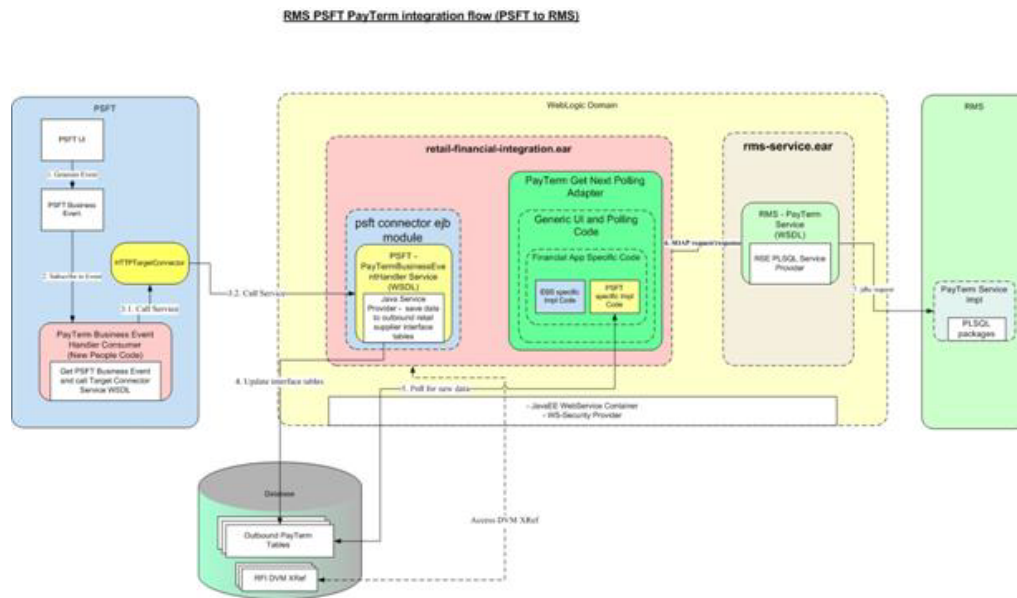 RMS PSFT PayTerm integration flow (PSFT to RMS)
PSFT
PSFT UI
1. Generate Event
PSFT Business
Event
2. Subscribe to Event
HTTPTargetConnector
3.1. Call Service
PayTerm Business Event
Handler Consumer
(New People Code)
Get PSFT Business Event
and call Target Connector
Service WSDL
3.2. Call Service
WebLogic Domain
retail-financial-integration.ear
psft connector ejb
module
PSFT -
PayTermBusinessEve
ntHandler Service
(WSDL)
Java Service
Provider - save data
to outbound retail
supplier interface
tables
PayTerm Get Next Polling
Adapter
Generic UI and Polling
Code
Financial App Specific Code
EBS specific
Impl Code
PSFT
specific Impl
Code
6. SOAP request/response
rms-service.ear
RMS - PayTerm
Service
(WSDL)
RSE PLSQL Service
Provider
RMS
PayTerm Service
Impl
PLSQL
packages
4. Update interface tables
5. Poll for new data
- JavaEE WebService Container
- WS-Security Provider
Database
Outbound PayTerm
Tables
RFI DVM XRef
Access DVM XRef